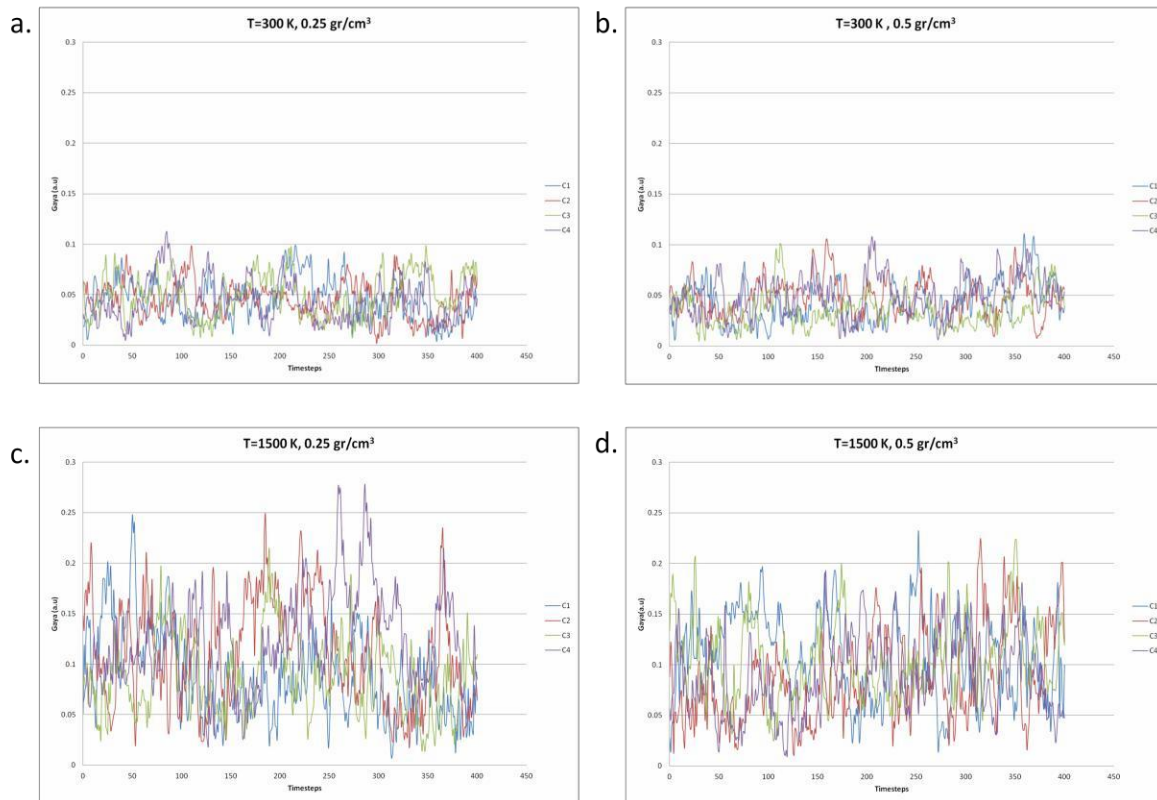 a.
T=300 K, 0.25 gr/cm³
0.3
0.25
0.2
0.15
0.1
0.05
0
Gaya (a.u)
0 50 100 150 200 250 300 350 400 450
Timesteps
C1
C2
C3
C4
b.
T=300 K , 0.5 gr/cm³
0.3
0.25
0.2
0.15
0.1
0.05
0
Gaya (a.u)
0 50 100 150 200 250 300 350 400 450
Timesteps
C1
C2
C3
C4
c.
T=1500 K, 0.25 gr/cm³
0.3
0.25
0.2
0.15
0.1
0.05
0
Gaya (a.u)
0 50 100 150 200 250 300 350 400 450
Timesteps
C1
C2
C3
C4
d.
T=1500 K, 0.5 gr/cm³
0.3
0.25
0.2
0.15
0.1
0.05
0
Gaya(a.u)
0 50 100 150 200 250 300 350 400 450
Timesteps
C1
C2
C3
C4